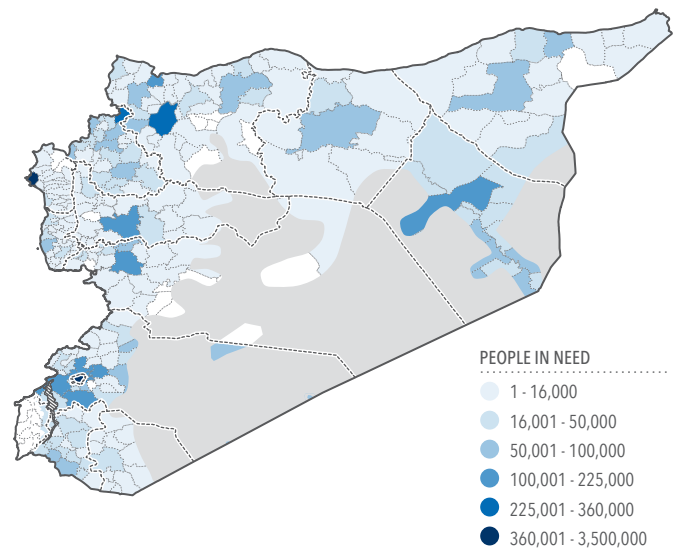 PEOPLE IN NEED
1 - 16,000
16,001 - 50,000
50,001 - 100,000
100,001 - 225,000
225,001 - 360,000
360,001 - 3,500,000